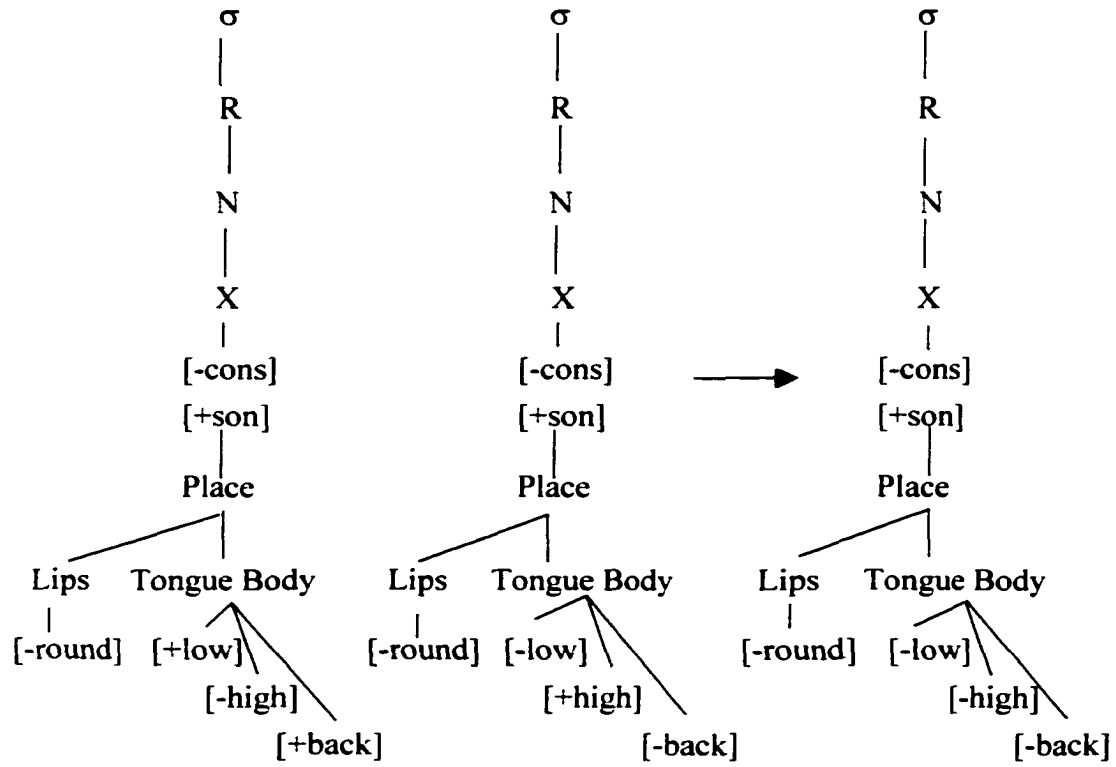 σ σ σ
R R R
N N N
X X X
[-cons] [-cons] [-cons]
[+son] [+son] [+son]
Place Place Place
Lips Tongue Body Lips Tongue Body Lips Tongue Body
[-round] [+low] [-round] [-low] [-round] [-low]
[-high] [+high] [-high]
[+back] [-back] [-back]